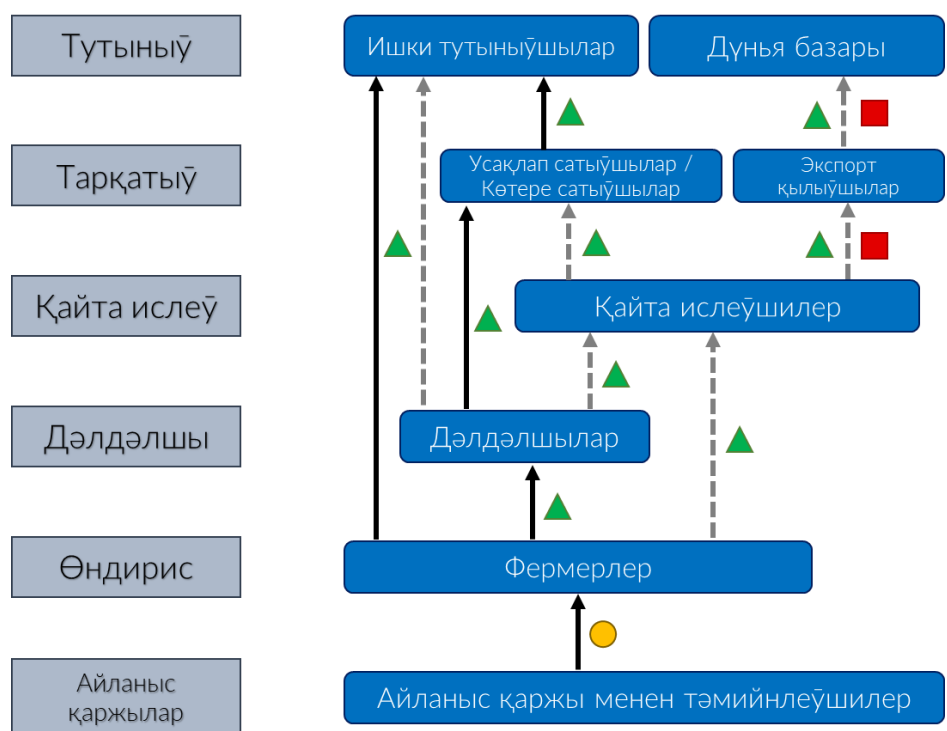 Тутыныў
Ишки тутыныўшылар
Дүнья базары
Тарқатыў
Усақлап сатыўшылар /
Көтере сатыўшылар
Экспорт
қылыўшылар
Қайта ислеў
Қайта ислеўшилер
Дәлдәлшы
Дәлдәлшылар
Өндирис
Фермерлер
Айланыс
қаржылар
Айланыс қаржы менен тәмийнлеўшилер